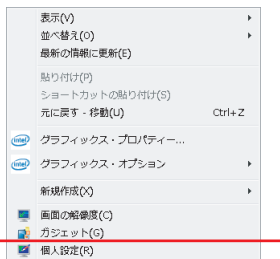 表示(V)
並べ替え(O)
最新の情報に更新(E)
貼り付け(P)
ショートカットの貼り付け(S)
元に戻す - 移動(U) Ctrl+Z
グラフィックス・プロパティー...
グラフィックス・オプション
新規作成(X)
画面の解像度(C)
ガジェット(G)
個人設定(R)